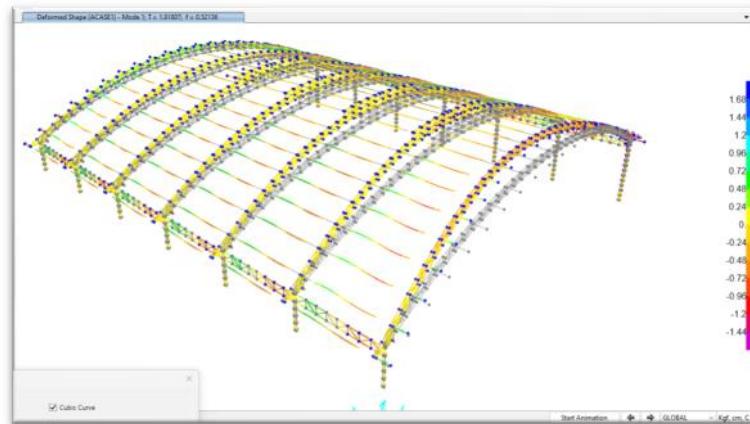 Deformed Shape (ACASE1) - Mode 1; T = 1.91807; f = 0.52136
1.68
1.44
1.2
0.96
0.72
0.48
0.24
0.
-0.24
-0.48
-0.72
-0.96
-1.2
-1.44
Cubic Curve
Start Animation
GLOBAL
Kgf, cm, C